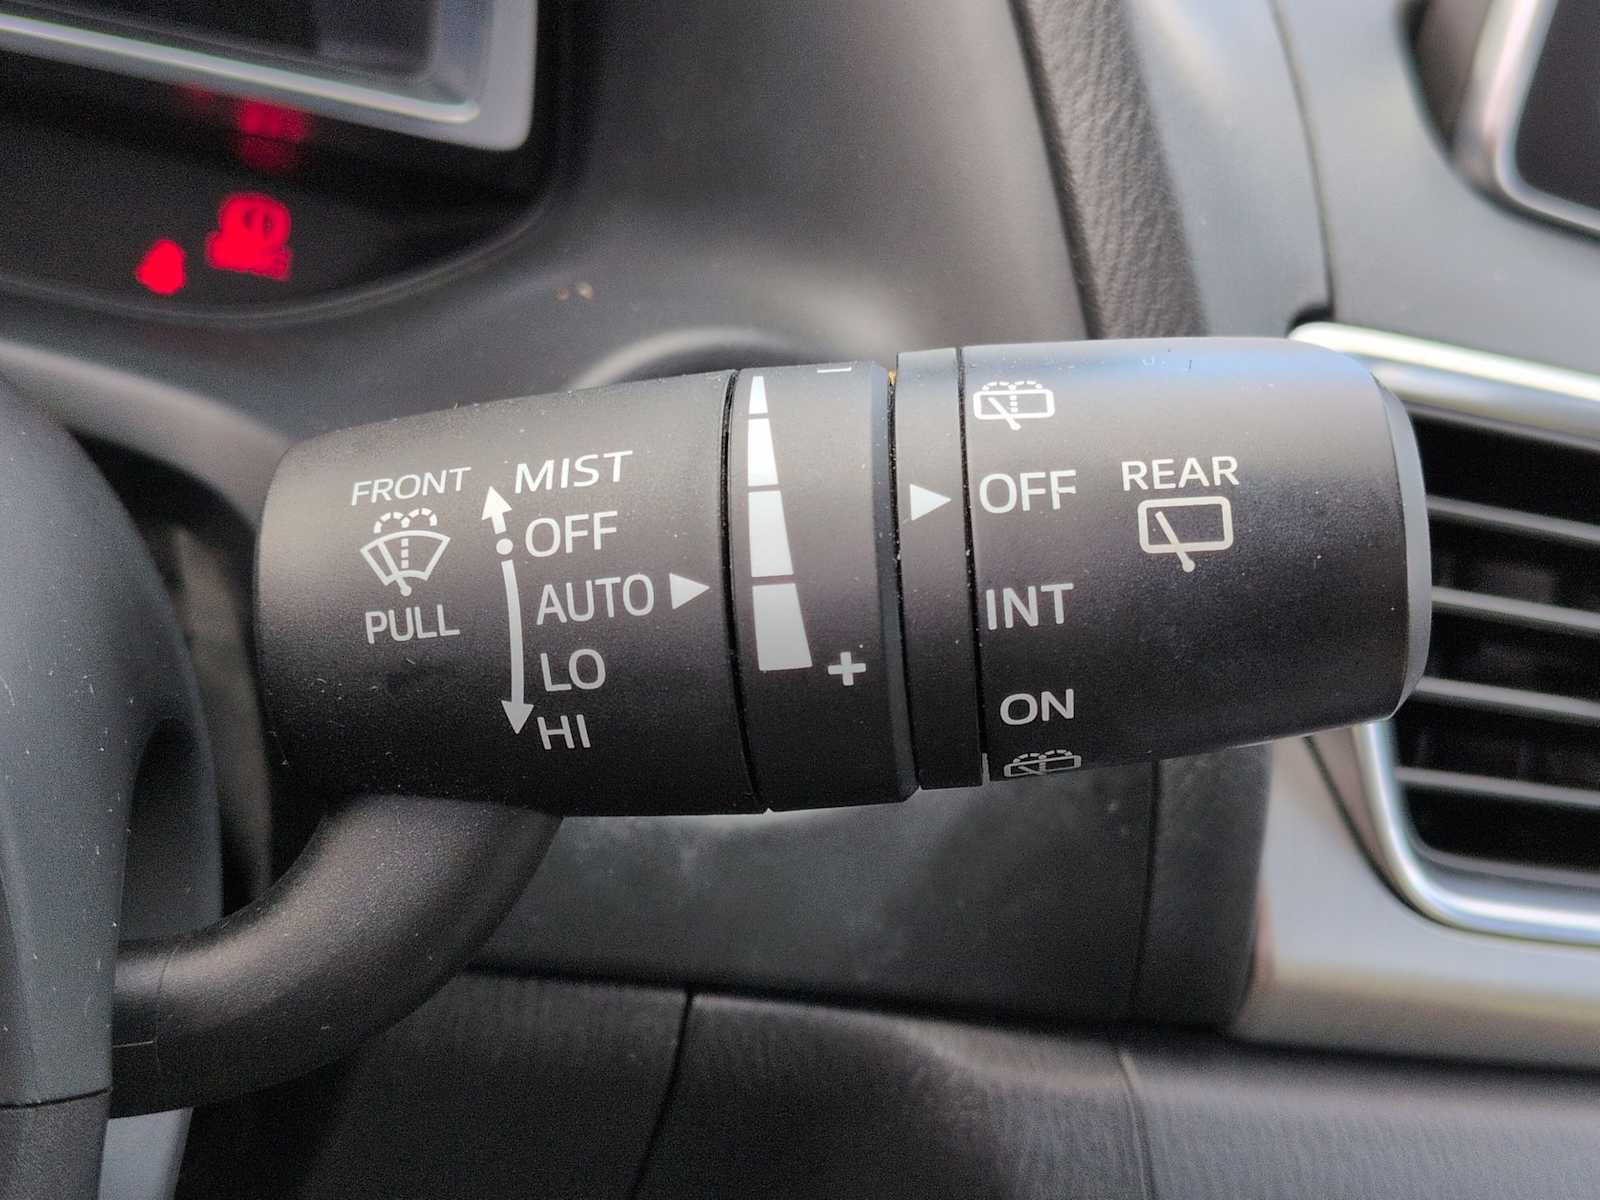 FRONT
PULL
MIST
OFF
AUTO
LO
HI
+
OFF
INT
ON
REAR